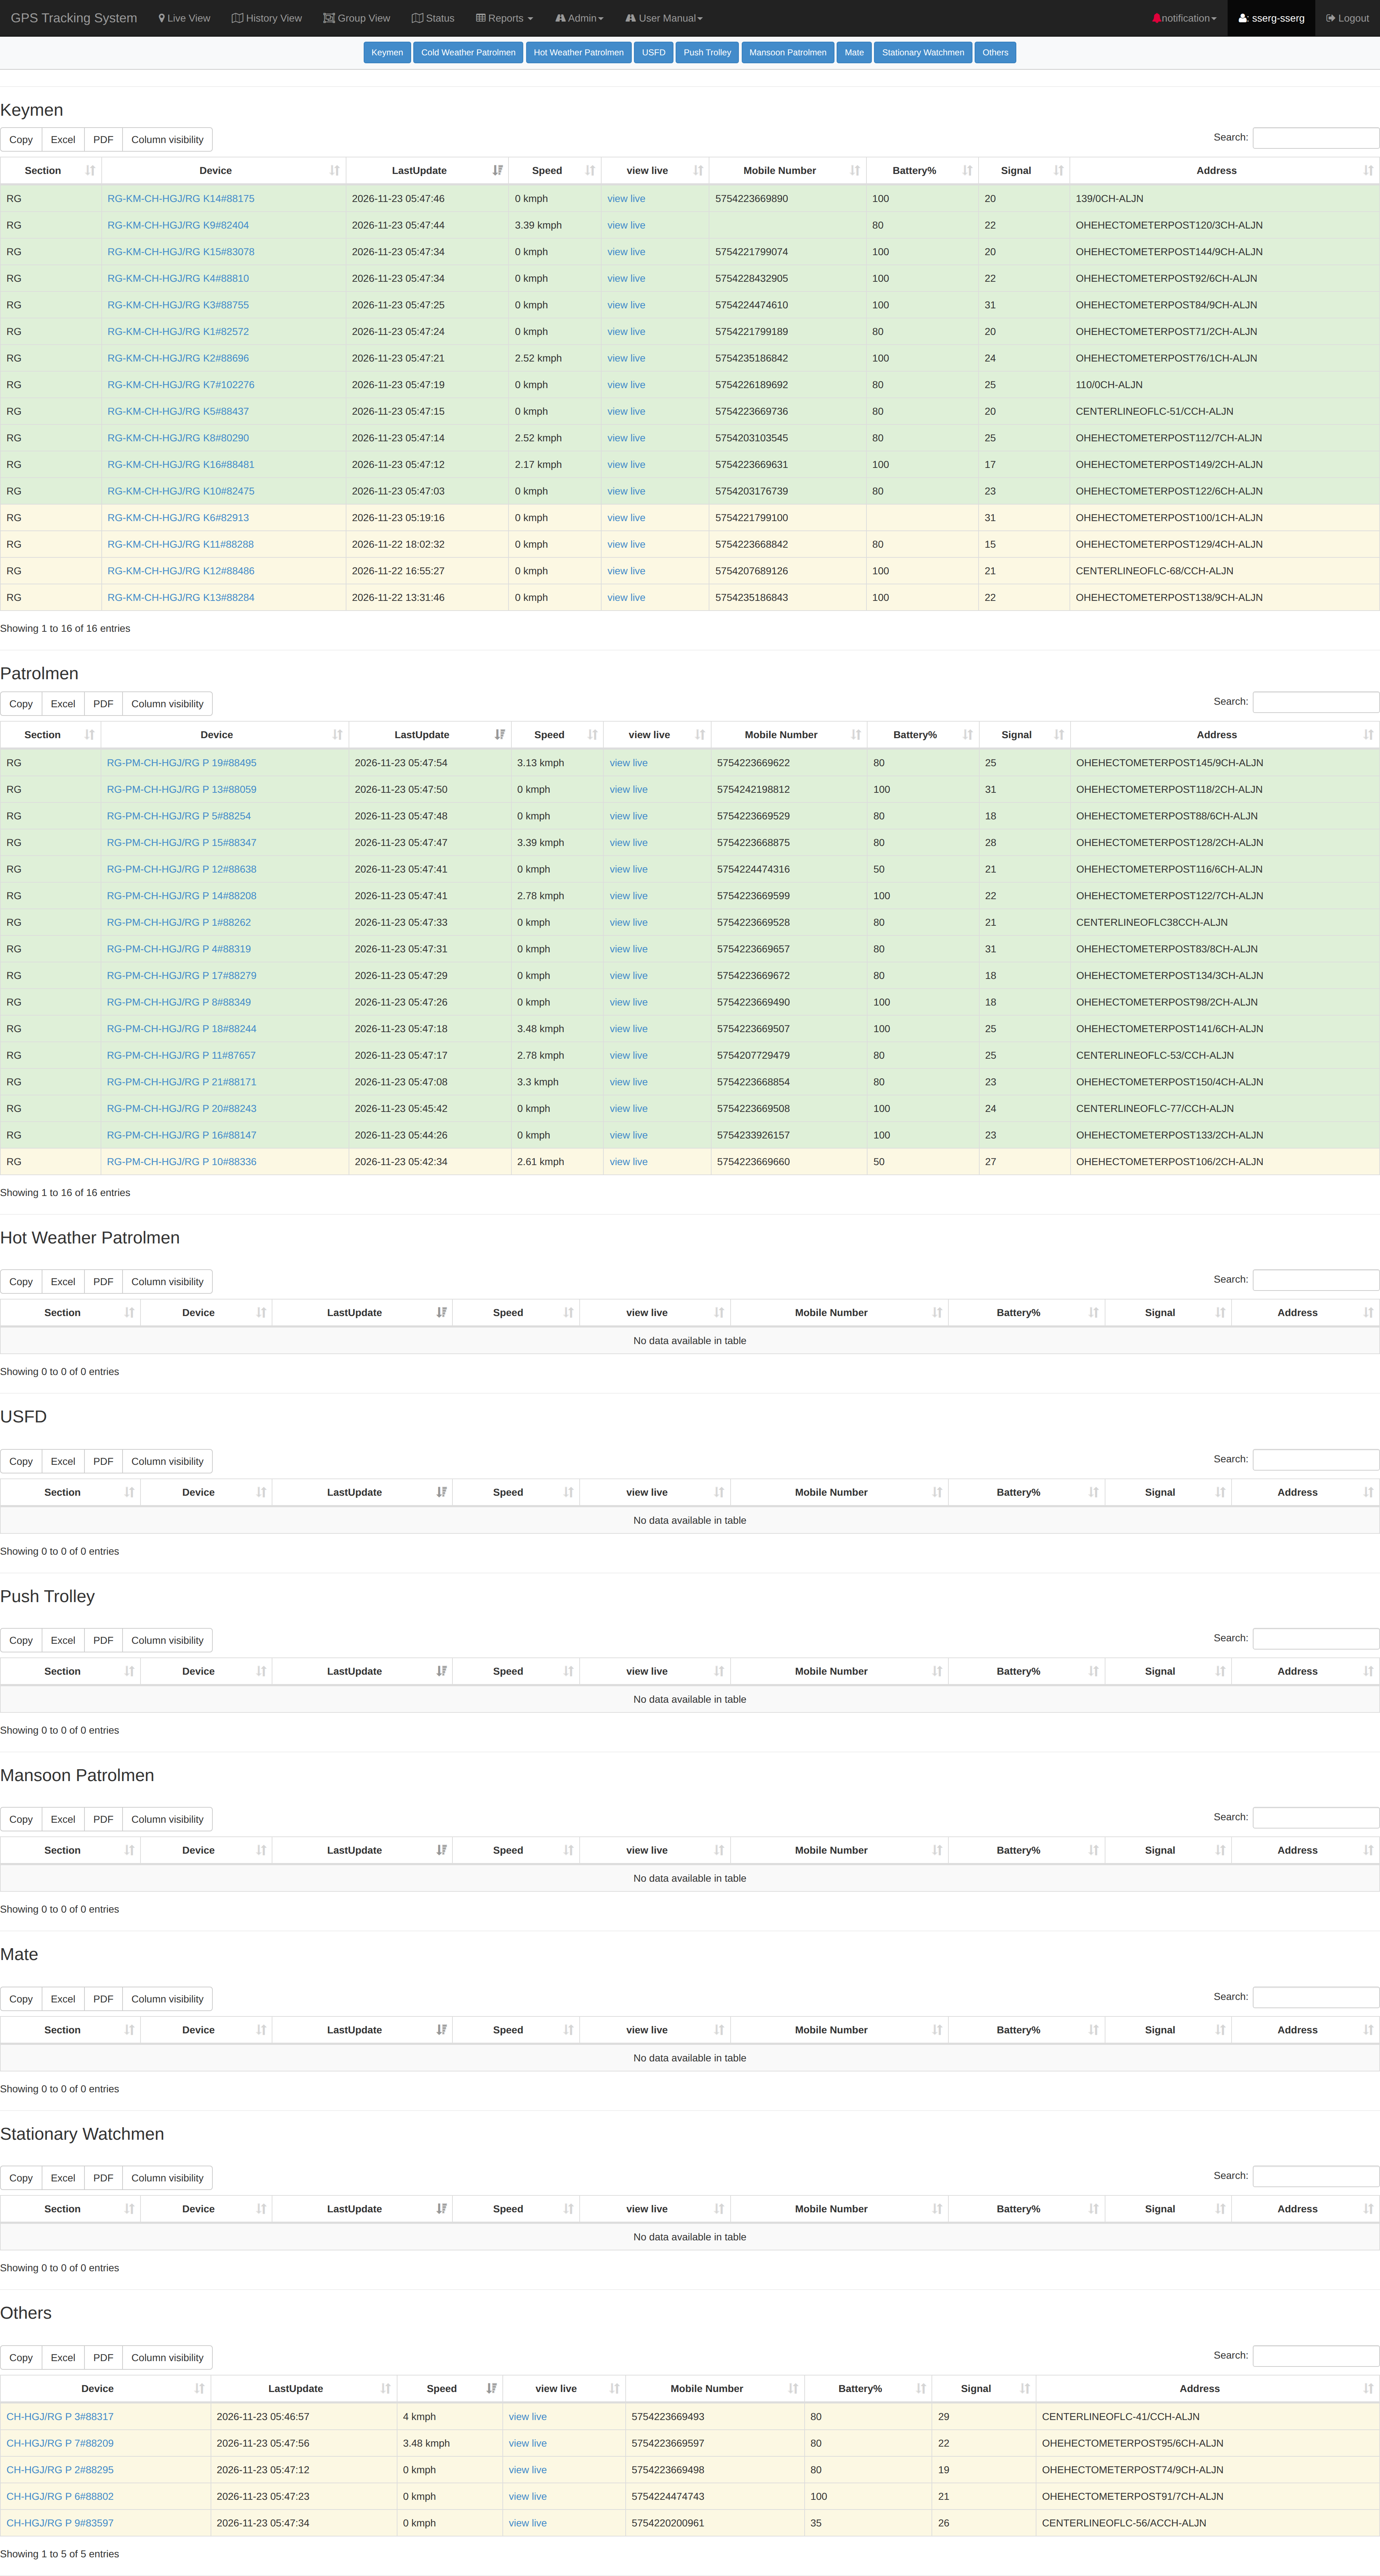 GPS Tracking System Live View History View Group View Status Reports Admin User Manual notification : sserg-sserg Logout
Keymen Cold Weather Patrolmen Hot Weather Patrolmen USFD Push Trolley Mansoon Patrolmen Mate Stationary Watchmen Others
Keymen
Copy Excel PDF Column visibility Search:
Section Device LastUpdate Speed view live Mobile Number Battery% Signal Address
RG RG-KM-CH-HGJ/RG K14#88175 2026-11-23 05:47:46 0 kmph view live 5754223669890 100 20 139/0CH-ALJN
RG RG-KM-CH-HGJ/RG K9#82404 2026-11-23 05:47:44 3.39 kmph view live 80 22 OHEHECTOMETERPOST120/3CH-ALJN
RG RG-KM-CH-HGJ/RG K15#83078 2026-11-23 05:47:34 0 kmph view live 5754221799074 100 20 OHEHECTOMETERPOST144/9CH-ALJN
RG RG-KM-CH-HGJ/RG K4#88810 2026-11-23 05:47:34 0 kmph view live 5754228432905 100 22 OHEHECTOMETERPOST92/6CH-ALJN
RG RG-KM-CH-HGJ/RG K3#88755 2026-11-23 05:47:25 0 kmph view live 5754224474610 100 31 OHEHECTOMETERPOST84/9CH-ALJN
RG RG-KM-CH-HGJ/RG K1#82572 2026-11-23 05:47:24 0 kmph view live 5754221799189 80 20 OHEHECTOMETERPOST71/2CH-ALJN
RG RG-KM-CH-HGJ/RG K2#88696 2026-11-23 05:47:21 2.52 kmph view live 5754235186842 100 24 OHEHECTOMETERPOST76/1CH-ALJN
RG RG-KM-CH-HGJ/RG K7#102276 2026-11-23 05:47:19 0 kmph view live 5754226189692 80 25 110/0CH-ALJN
RG RG-KM-CH-HGJ/RG K5#88437 2026-11-23 05:47:15 0 kmph view live 5754223669736 80 20 CENTERLINEOFLC-51/CCH-ALJN
RG RG-KM-CH-HGJ/RG K8#80290 2026-11-23 05:47:14 2.52 kmph view live 5754203103545 80 25 OHEHECTOMETERPOST112/7CH-ALJN
RG RG-KM-CH-HGJ/RG K16#88481 2026-11-23 05:47:12 2.17 kmph view live 5754223669631 100 17 OHEHECTOMETERPOST149/2CH-ALJN
RG RG-KM-CH-HGJ/RG K10#82475 2026-11-23 05:47:03 0 kmph view live 5754203176739 80 23 OHEHECTOMETERPOST122/6CH-ALJN
RG RG-KM-CH-HGJ/RG K6#82913 2026-11-23 05:19:16 0 kmph view live 5754221799100 31 OHEHECTOMETERPOST100/1CH-ALJN
RG RG-KM-CH-HGJ/RG K11#88288 2026-11-22 18:02:32 0 kmph view live 5754223668842 80 15 OHEHECTOMETERPOST129/4CH-ALJN
RG RG-KM-CH-HGJ/RG K12#88486 2026-11-22 16:55:27 0 kmph view live 5754207689126 100 21 CENTERLINEOFLC-68/CCH-ALJN
RG RG-KM-CH-HGJ/RG K13#88284 2026-11-22 13:31:46 0 kmph view live 5754235186843 100 22 OHEHECTOMETERPOST138/9CH-ALJN
Showing 1 to 16 of 16 entries
Patrolmen
Copy Excel PDF Column visibility Search:
Section Device LastUpdate Speed view live Mobile Number Battery% Signal Address
RG RG-PM-CH-HGJ/RG P 19#88495 2026-11-23 05:47:54 3.13 kmph view live 5754223669622 80 25 OHEHECTOMETERPOST145/9CH-ALJN
RG RG-PM-CH-HGJ/RG P 13#88059 2026-11-23 05:47:50 0 kmph view live 5754242198812 100 31 OHEHECTOMETERPOST118/2CH-ALJN
RG RG-PM-CH-HGJ/RG P 5#88254 2026-11-23 05:47:48 0 kmph view live 5754223669529 80 18 OHEHECTOMETERPOST88/6CH-ALJN
RG RG-PM-CH-HGJ/RG P 15#88347 2026-11-23 05:47:47 3.39 kmph view live 5754223668875 80 28 OHEHECTOMETERPOST128/2CH-ALJN
RG RG-PM-CH-HGJ/RG P 12#88638 2026-11-23 05:47:41 0 kmph view live 5754224474316 50 21 OHEHECTOMETERPOST116/6CH-ALJN
RG RG-PM-CH-HGJ/RG P 14#88208 2026-11-23 05:47:41 2.78 kmph view live 5754223669599 100 22 OHEHECTOMETERPOST122/7CH-ALJN
RG RG-PM-CH-HGJ/RG P 1#88262 2026-11-23 05:47:33 0 kmph view live 5754223669528 80 21 CENTERLINEOFLC38CCH-ALJN
RG RG-PM-CH-HGJ/RG P 4#88319 2026-11-23 05:47:31 0 kmph view live 5754223669657 80 31 OHEHECTOMETERPOST83/8CH-ALJN
RG RG-PM-CH-HGJ/RG P 17#88279 2026-11-23 05:47:29 0 kmph view live 5754223669672 80 18 OHEHECTOMETERPOST134/3CH-ALJN
RG RG-PM-CH-HGJ/RG P 8#88349 2026-11-23 05:47:26 0 kmph view live 5754223669490 100 18 OHEHECTOMETERPOST98/2CH-ALJN
RG RG-PM-CH-HGJ/RG P 18#88244 2026-11-23 05:47:18 3.48 kmph view live 5754223669507 100 25 OHEHECTOMETERPOST141/6CH-ALJN
RG RG-PM-CH-HGJ/RG P 11#87657 2026-11-23 05:47:17 2.78 kmph view live 5754207729479 80 25 CENTERLINEOFLC-53/CCH-ALJN
RG RG-PM-CH-HGJ/RG P 21#88171 2026-11-23 05:47:08 3.3 kmph view live 5754223668854 80 23 OHEHECTOMETERPOST150/4CH-ALJN
RG RG-PM-CH-HGJ/RG P 20#88243 2026-11-23 05:45:42 0 kmph view live 5754223669508 100 24 CENTERLINEOFLC-77/CCH-ALJN
RG RG-PM-CH-HGJ/RG P 16#88147 2026-11-23 05:44:26 0 kmph view live 5754233926157 100 23 OHEHECTOMETERPOST133/2CH-ALJN
RG RG-PM-CH-HGJ/RG P 10#88336 2026-11-23 05:42:34 2.61 kmph view live 5754223669660 50 27 OHEHECTOMETERPOST106/2CH-ALJN
Showing 1 to 16 of 16 entries
Hot Weather Patrolmen
Copy Excel PDF Column visibility Search:
Section Device LastUpdate Speed view live Mobile Number Battery% Signal Address
No data available in table
Showing 0 to 0 of 0 entries
USFD
Copy Excel PDF Column visibility Search:
Section Device LastUpdate Speed view live Mobile Number Battery% Signal Address
No data available in table
Showing 0 to 0 of 0 entries
Push Trolley
Copy Excel PDF Column visibility Search:
Section Device LastUpdate Speed view live Mobile Number Battery% Signal Address
No data available in table
Showing 0 to 0 of 0 entries
Mansoon Patrolmen
Copy Excel PDF Column visibility Search:
Section Device LastUpdate Speed view live Mobile Number Battery% Signal Address
No data available in table
Showing 0 to 0 of 0 entries
Mate
Copy Excel PDF Column visibility Search:
Section Device LastUpdate Speed view live Mobile Number Battery% Signal Address
No data available in table
Showing 0 to 0 of 0 entries
Stationary Watchmen
Copy Excel PDF Column visibility Search:
Section Device LastUpdate Speed view live Mobile Number Battery% Signal Address
No data available in table
Showing 0 to 0 of 0 entries
Others
Copy Excel PDF Column visibility Search:
Device LastUpdate Speed view live Mobile Number Battery% Signal Address
CH-HGJ/RG P 3#88317 2026-11-23 05:46:57 4 kmph view live 5754223669493 80 29 CENTERLINEOFLC-41/CCH-ALJN
CH-HGJ/RG P 7#88209 2026-11-23 05:47:56 3.48 kmph view live 5754223669597 80 22 OHEHECTOMETERPOST95/6CH-ALJN
CH-HGJ/RG P 2#88295 2026-11-23 05:47:12 0 kmph view live 5754223669498 80 19 OHEHECTOMETERPOST74/9CH-ALJN
CH-HGJ/RG P 6#88802 2026-11-23 05:47:23 0 kmph view live 5754224474743 100 21 OHEHECTOMETERPOST91/7CH-ALJN
CH-HGJ/RG P 9#83597 2026-11-23 05:47:34 0 kmph view live 5754220200961 35 26 CENTERLINEOFLC-56/ACCH-ALJN
Showing 1 to 5 of 5 entries